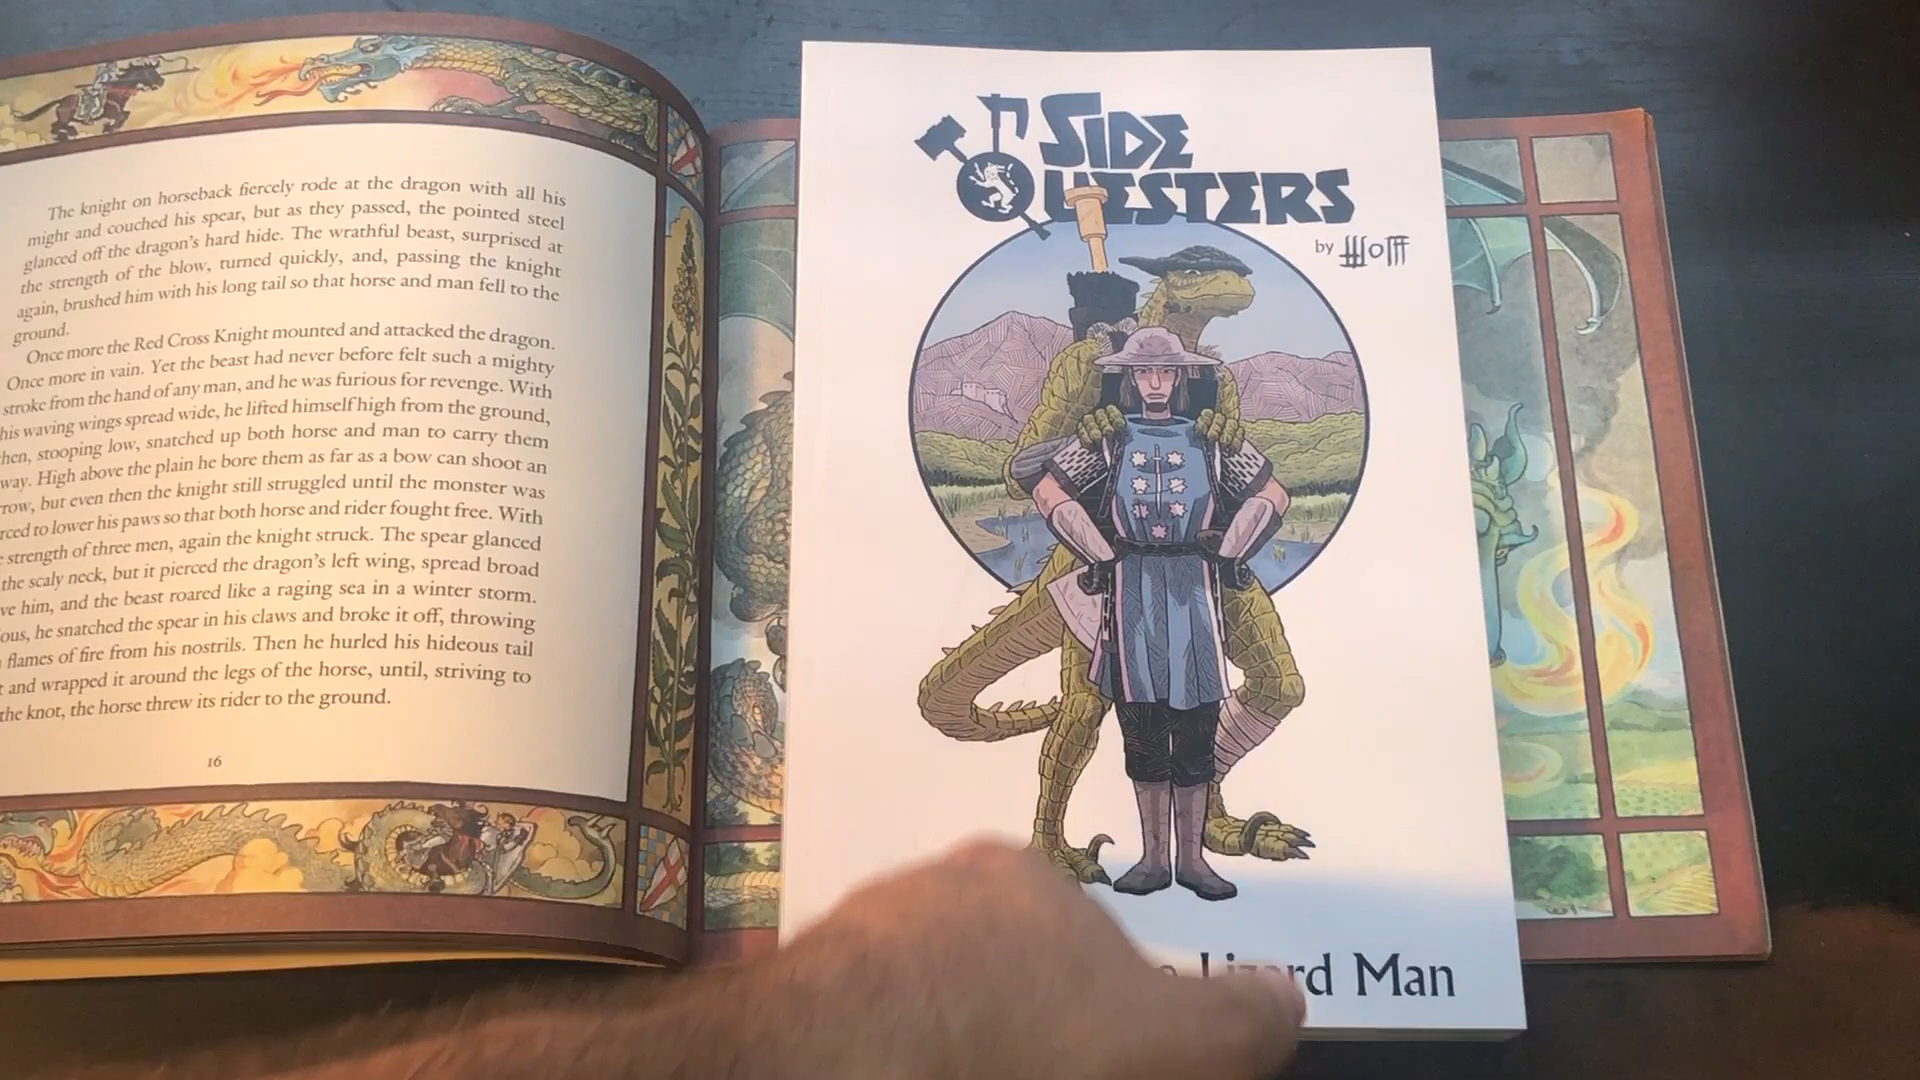 The knight on horseback fiercely rode at the dragon with all his
might and couched his spear, but as they passed, the pointed steel
glanced off the dragon's hard hide. The wrathful beast, surprised at
the strength of the blow, turned quickly, and, passing the knight
again, brushed him with his long tail so that horse and man fell to the
ground.
Once more the Red Cross Knight mounted and attacked the dragon.
Once more in vain. Yet the beast had never before felt such a mighty
stroke from the hand of any man, and he was furious for revenge. With
his waving wings spread wide, he lifted himself high from the ground,
hen, stooping low, snatched up both horse and man to carry them
way. High above the plain he bore them as far as a bow can shoot an
row, but even then the knight still struggled until the monster was
rced to lower his paws so that both horse and rider fought free. With
strength of three men, again the knight struck. The spear glanced
the scaly neck, but it pierced the dragon's left wing, spread broad
ve him, and the beast roared like a raging sea in a winter storm.
ous, he snatched the spear in his claws and broke it off, throwing
flames of fire from his nostrils. Then he hurled his hideous tail
and wrapped it around the legs of the horse, until, striving to
the knot, the horse threw its rider to the ground.
16
SIDE
QUESTERS
by Wolff
Lizard Man